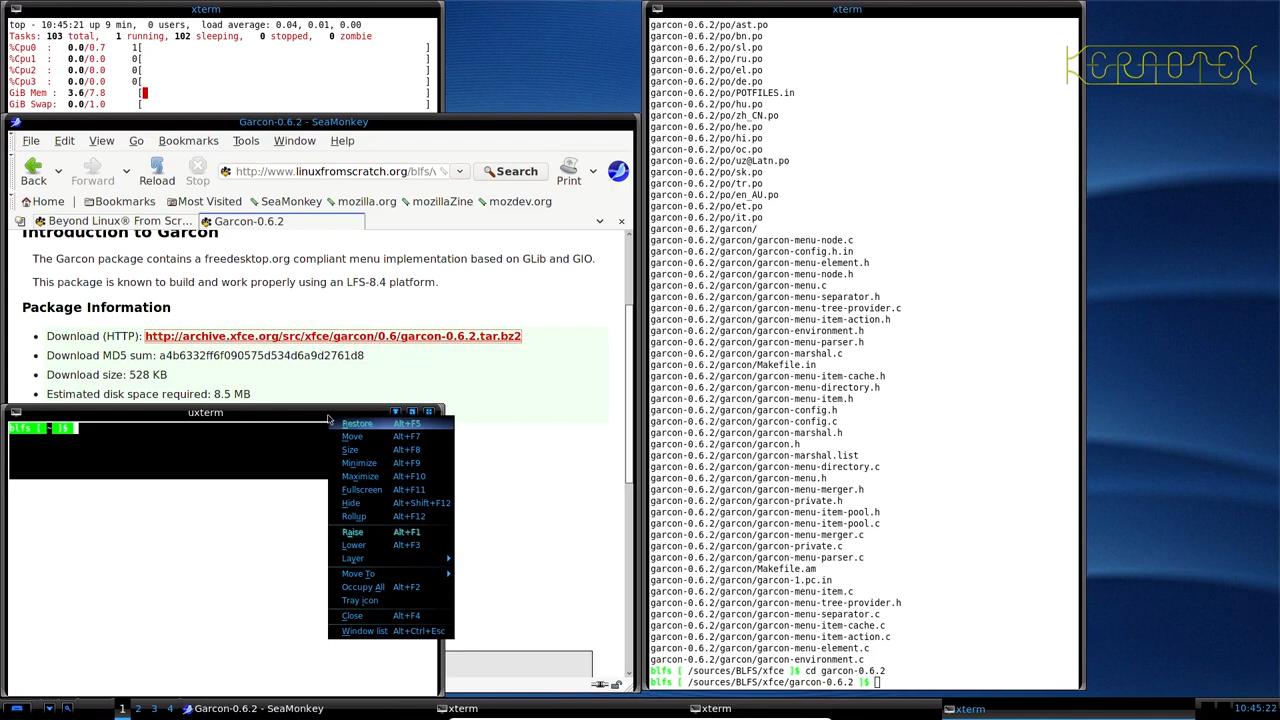 xterm
top - 10:45:21 up 9 min, 0 users, load average: 0.04, 0.01, 0.00
Tasks: 103 total, 1 running, 102 sleeping, 0 stopped, 0 zombie
%Cpu0 : 0.0/0.7 1[ ]
%Cpu1 : 0.0/0.0 0[ ]
%Cpu2 : 0.0/0.0 0[ ]
%Cpu3 : 0.0/0.0 0[ ]
GiB Mem : 3.6/7.8 [ ]
GiB Swap: 0.0/1.0 [ ]
Garcon-0.6.2 - SeaMonkey
File Edit View Go Bookmarks Tools Window Help
Back Forward Reload Stop http://www.linuxfromscratch.org/blfs/v Search Print
Home Bookmarks Most Visited SeaMonkey mozilla.org mozillaZine mozdev.org
Beyond Linux® From Scr... Garcon-0.6.2
Introduction to Garcon
The Garcon package contains a freedesktop.org compliant menu implementation based on GLib and GIO.
This package is known to build and work properly using an LFS-8.4 platform.
Package Information
Download (HTTP): http://archive.xfce.org/src/xfce/garcon/0.6/garcon-0.6.2.tar.bz2
Download MD5 sum: a4b6332ff6f090575d534d6a9d2761d8
Download size: 528 KB
Estimated disk space required: 8.5 MB
uxterm
blfs [ ~ ]$
Restore Alt+F5
Move Alt+F7
Size Alt+F8
Minimize Alt+F9
Maximize Alt+F10
Fullscreen Alt+F11
Hide Alt+Shift+F12
Rollup Alt+F12
Raise Alt+F1
Lower Alt+F3
Layer
Move To
Occupy All Alt+F2
Tray icon
Close Alt+F4
Window list Alt+Ctrl+Esc
xterm
garcon-0.6.2/po/ast.po
garcon-0.6.2/po/bn.po
garcon-0.6.2/po/sl.po
garcon-0.6.2/po/ru.po
garcon-0.6.2/po/el.po
garcon-0.6.2/po/de.po
garcon-0.6.2/po/POTFILES.in
garcon-0.6.2/po/hu.po
garcon-0.6.2/po/zh_CN.po
garcon-0.6.2/po/he.po
garcon-0.6.2/po/hi.po
garcon-0.6.2/po/oc.po
garcon-0.6.2/po/uz@Latn.po
garcon-0.6.2/po/sk.po
garcon-0.6.2/po/tr.po
garcon-0.6.2/po/en_AU.po
garcon-0.6.2/po/et.po
garcon-0.6.2/po/it.po
garcon-0.6.2/garcon/
garcon-0.6.2/garcon/garcon-menu-node.c
garcon-0.6.2/garcon/garcon-config.h.in
garcon-0.6.2/garcon/garcon-menu-element.h
garcon-0.6.2/garcon/garcon-menu-node.h
garcon-0.6.2/garcon/garcon-menu.c
garcon-0.6.2/garcon/garcon-menu-separator.h
garcon-0.6.2/garcon/garcon-menu-tree-provider.c
garcon-0.6.2/garcon/garcon-menu-item-action.h
garcon-0.6.2/garcon/garcon-environment.h
garcon-0.6.2/garcon/garcon-menu-parser.h
garcon-0.6.2/garcon/garcon-marshal.c
garcon-0.6.2/garcon/Makefile.in
garcon-0.6.2/garcon/garcon-menu-item-cache.h
garcon-0.6.2/garcon/garcon-menu-directory.h
garcon-0.6.2/garcon/garcon-menu-item.h
garcon-0.6.2/garcon/garcon-config.h
garcon-0.6.2/garcon/garcon-config.c
garcon-0.6.2/garcon/garcon-marshal.h
garcon-0.6.2/garcon/garcon.h
garcon-0.6.2/garcon/garcon-marshal.list
garcon-0.6.2/garcon/garcon-menu-directory.c
garcon-0.6.2/garcon/garcon-menu.h
garcon-0.6.2/garcon/garcon-menu-merger.h
garcon-0.6.2/garcon/garcon-private.h
garcon-0.6.2/garcon/garcon-menu-item-pool.h
garcon-0.6.2/garcon/garcon-menu-item-pool.c
garcon-0.6.2/garcon/garcon-menu-merger.c
garcon-0.6.2/garcon/garcon-private.c
garcon-0.6.2/garcon/garcon-menu-parser.c
garcon-0.6.2/garcon/Makefile.am
garcon-0.6.2/garcon/garcon-1.pc.in
garcon-0.6.2/garcon/garcon-menu-item.c
garcon-0.6.2/garcon/garcon-menu-tree-provider.h
garcon-0.6.2/garcon/garcon-menu-separator.c
garcon-0.6.2/garcon/garcon-menu-item-cache.c
garcon-0.6.2/garcon/garcon-menu-item-action.c
garcon-0.6.2/garcon/garcon-menu-element.c
garcon-0.6.2/garcon/garcon-environment.c
blfs [ /sources/BLFS/xfce ]$ cd garcon-0.6.2
blfs [ /sources/BLFS/xfce/garcon-0.6.2 ]$
1 2 3 4 Garcon-0.6.2 - SeaMonkey xterm xterm xterm 10:45:22